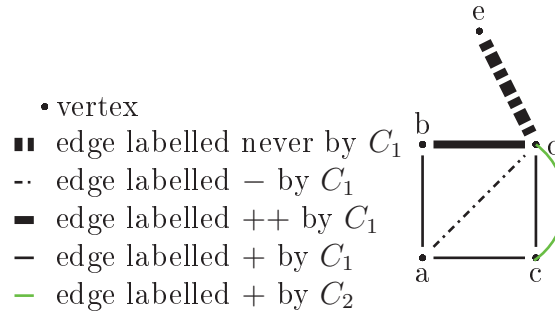 e
vertex
b
edge labelled never by C₁
d
edge labelled − by C₁
edge labelled ++ by C₁
edge labelled + by C₁
a
c
edge labelled + by C₂